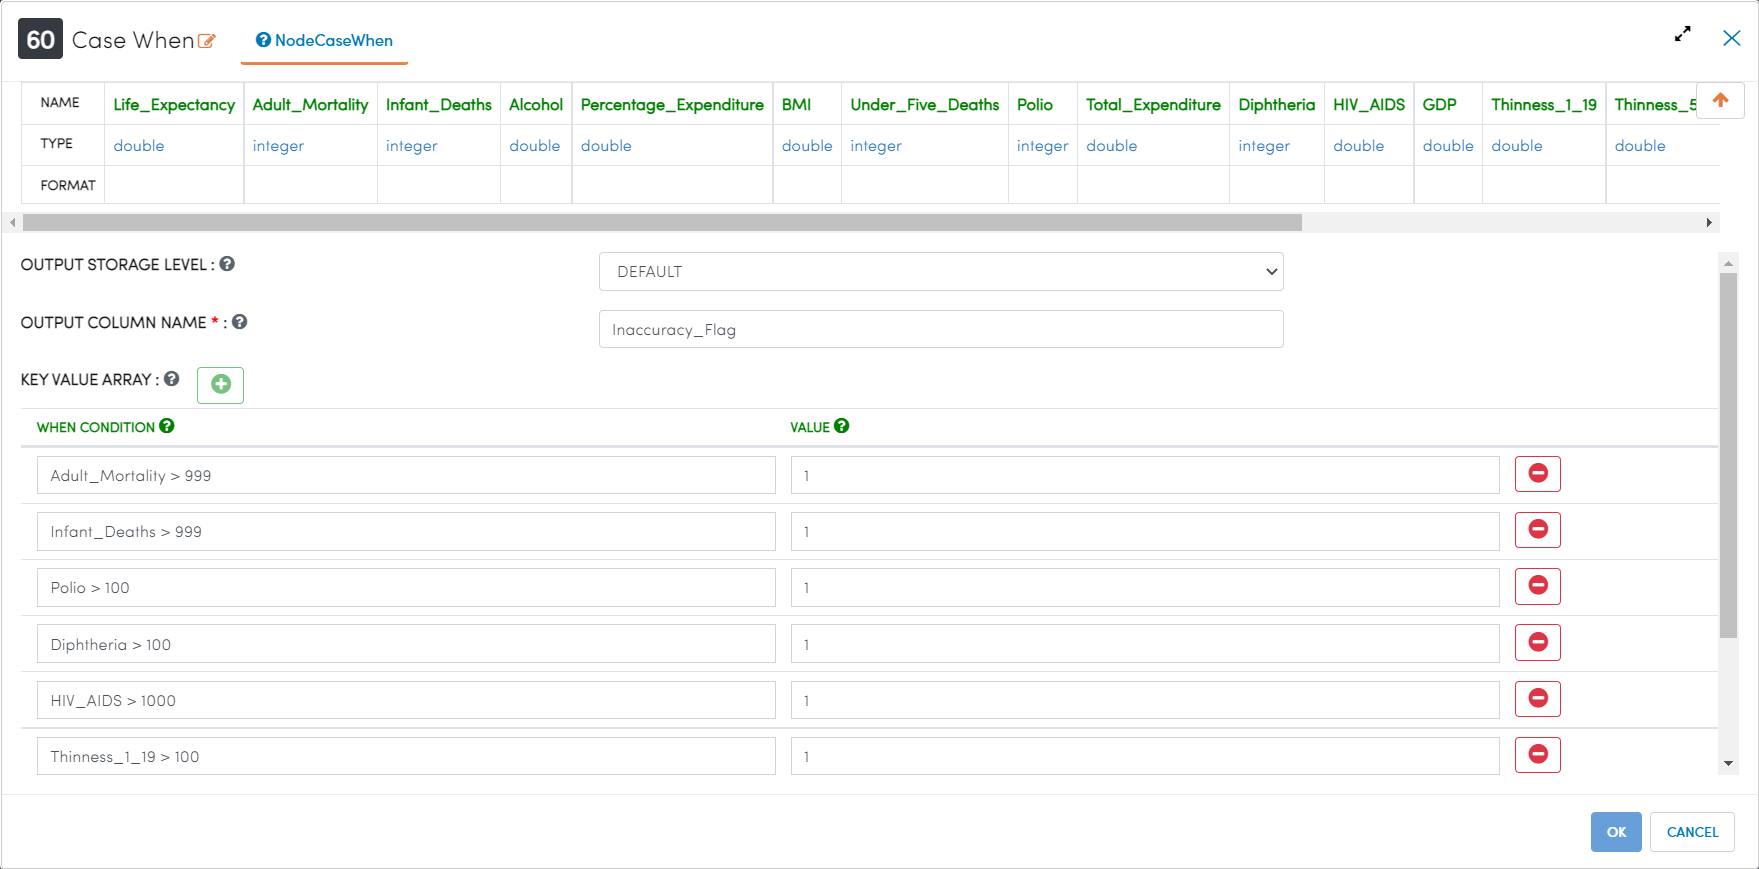 60 Case When NodeCaseWhen
NAME Life_Expectancy Adult_Mortality Infant_Deaths Alcohol Percentage_Expenditure BMI Under_Five_Deaths Polio Total_Expenditure Diphtheria HIV_AIDS GDP Thinness_1_19 Thinness_5
TYPE double integer integer double double double integer integer double integer double double double double
FORMAT
OUTPUT STORAGE LEVEL : DEFAULT
OUTPUT COLUMN NAME * : Inaccuracy_Flag
KEY VALUE ARRAY :
WHEN CONDITION VALUE
Adult_Mortality > 999 1
Infant_Deaths > 999 1
Polio > 100 1
Diphtheria > 100 1
HIV_AIDS > 1000 1
Thinness_1_19 > 100 1
OK CANCEL